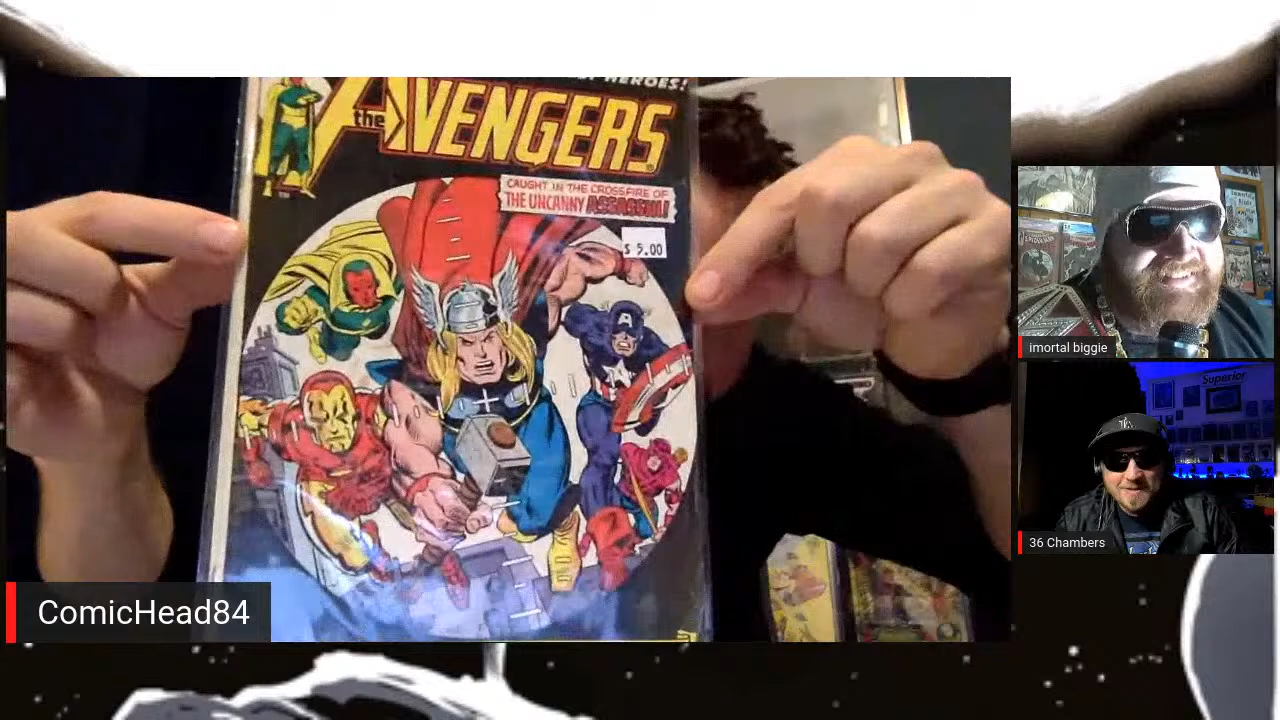 HEROES!
the AVENGERS
CAUGHT IN THE CROSSFIRE OF
THE UNCANNY ASSASSIN!
$ 5.00
A
ComicHead84
imortal biggie
Superior
36 Chambers